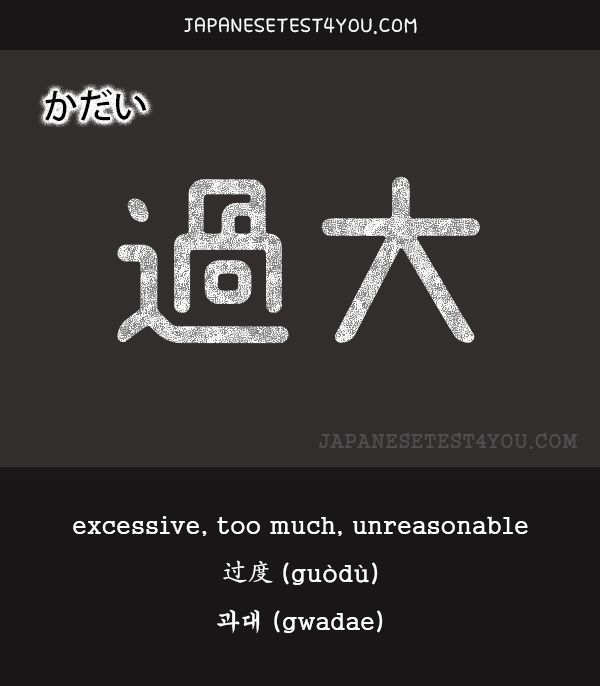 JAPANESETEST4YOU.COM
かだい
過大
JAPANESETEST4YOU.COM
excessive, too much, unreasonable
过度 (guòdù)
과대 (gwadae)